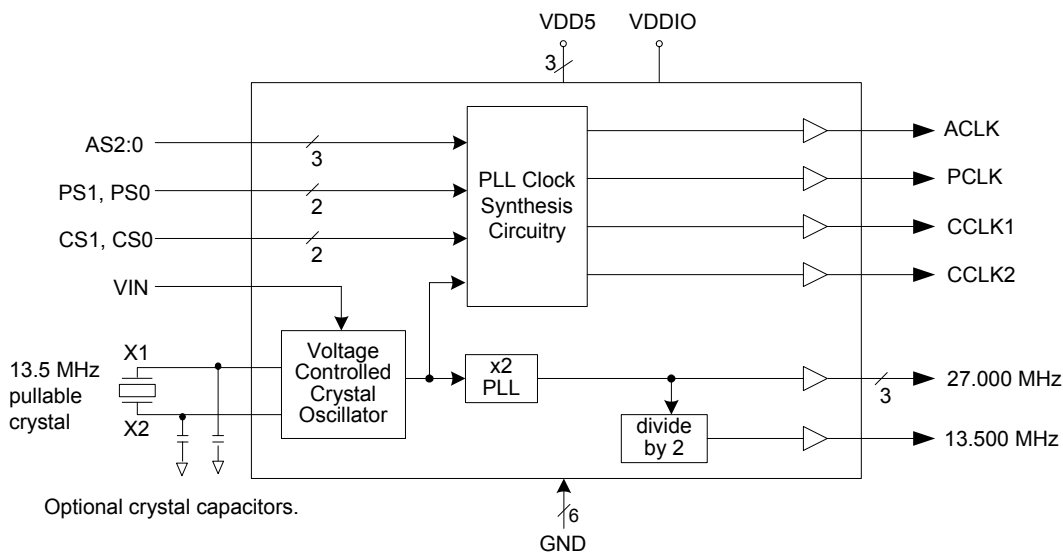 VDD5 VDDIO
3
AS2:0
3
PS1, PS0
2
CS1, CS0
2
VIN
PLL Clock
Synthesis
Circuitry
ACLK
PCLK
CCLK1
CCLK2
13.5 MHz
pullable
crystal
X1
X2
Voltage
Controlled
Crystal
Oscillator
x2
PLL
divide
by 2
3
27.000 MHz
13.500 MHz
Optional crystal capacitors.
6
GND